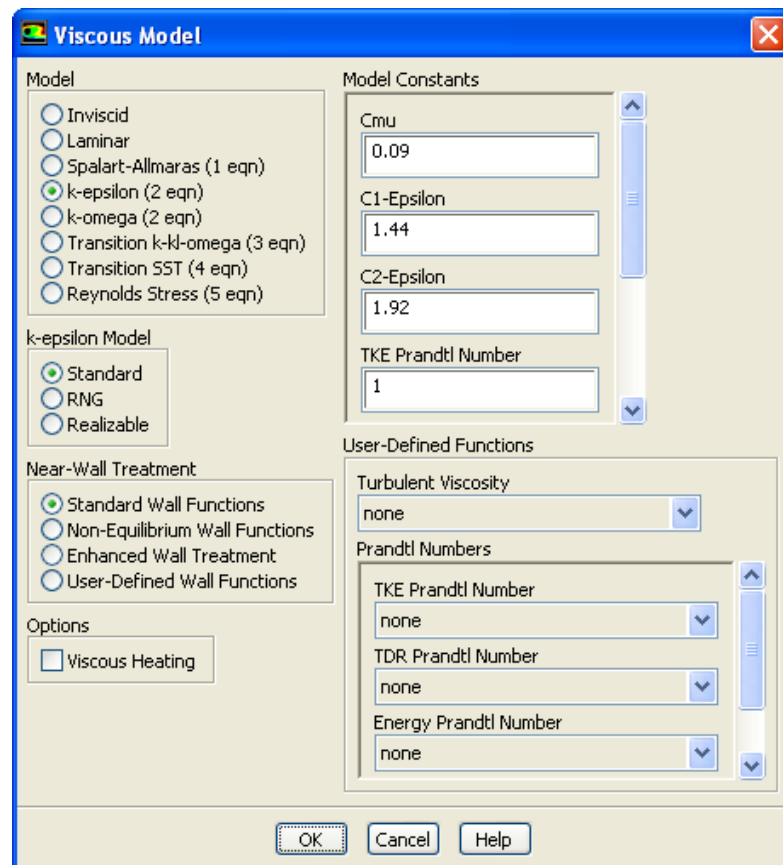 Viscous Model
Model
Inviscid
Laminar
Spalart-Allmaras (1 eqn)
k-epsilon (2 eqn)
k-omega (2 eqn)
Transition k-kl-omega (3 eqn)
Transition SST (4 eqn)
Reynolds Stress (5 eqn)
k-epsilon Model
Standard
RNG
Realizable
Near-Wall Treatment
Standard Wall Functions
Non-Equilibrium Wall Functions
Enhanced Wall Treatment
User-Defined Wall Functions
Options
Viscous Heating
Model Constants
Cmu
0.09
C1-Epsilon
1.44
C2-Epsilon
1.92
TKE Prandtl Number
1
User-Defined Functions
Turbulent Viscosity
none
Prandtl Numbers
TKE Prandtl Number
none
TDR Prandtl Number
none
Energy Prandtl Number
none
OK
Cancel
Help